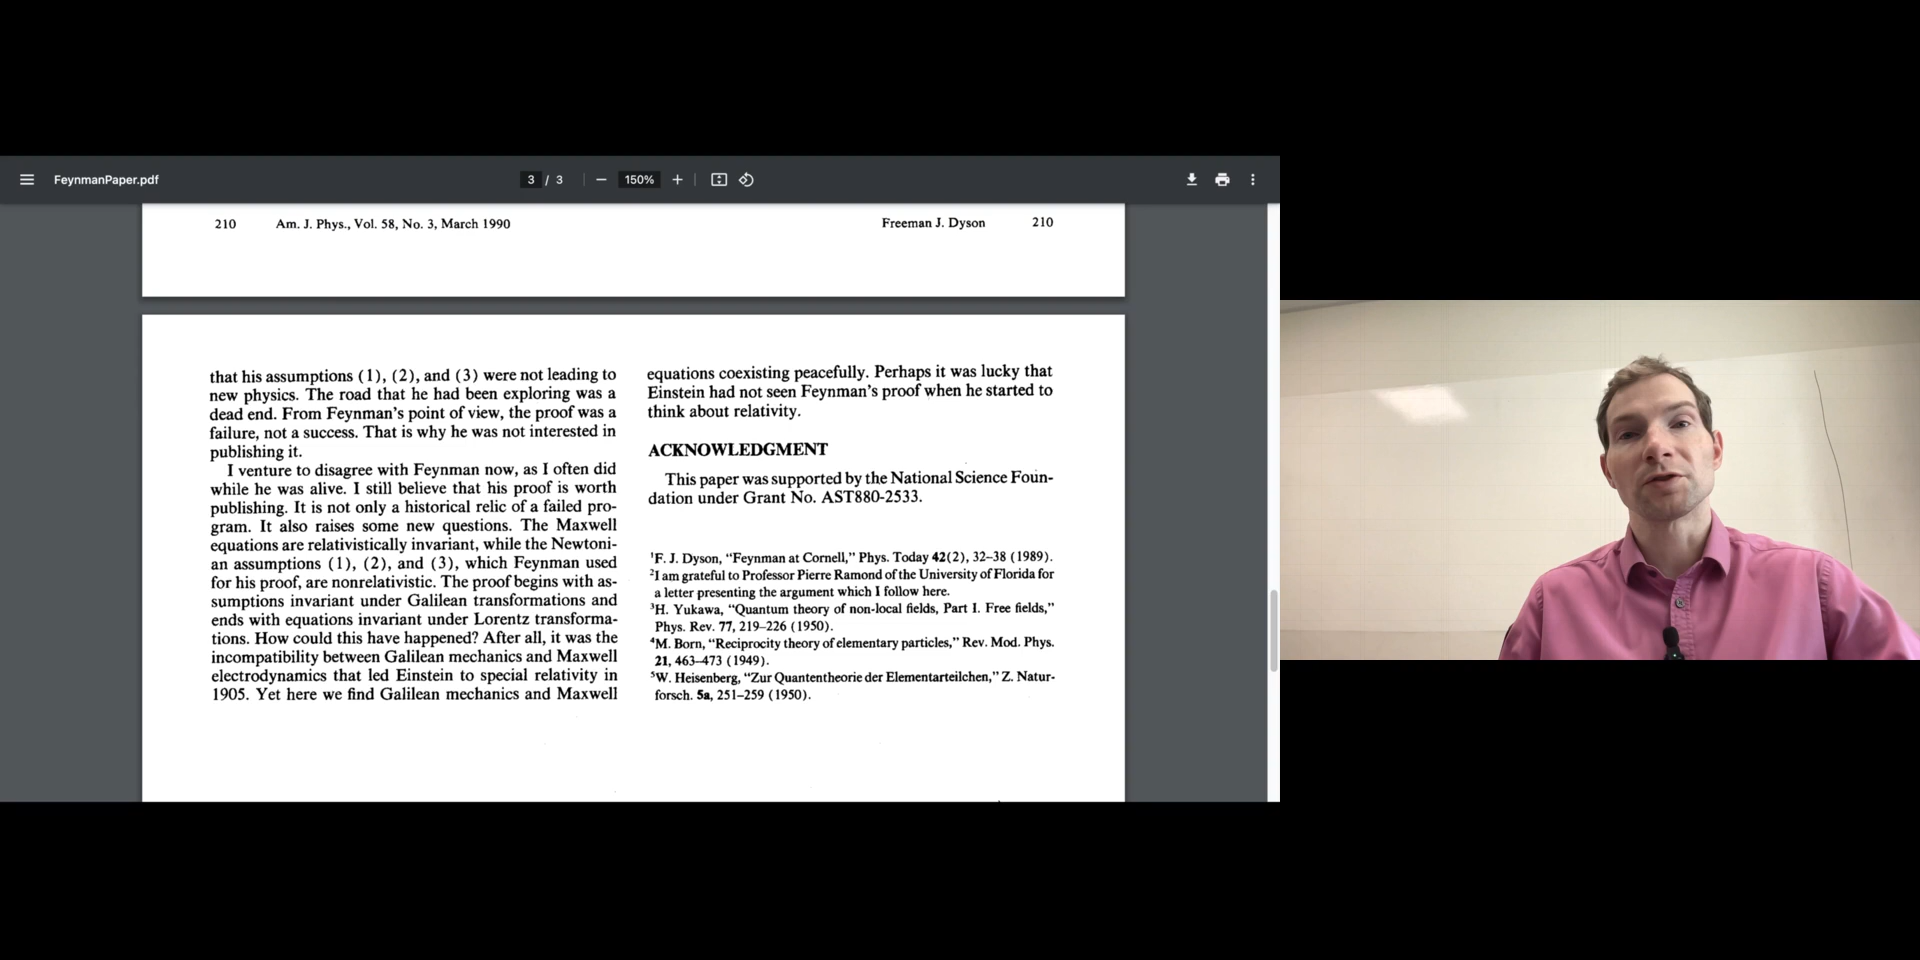 FeynmanPaper.pdf
3 / 3
150%
210 Am. J. Phys., Vol. 58, No. 3, March 1990 Freeman J. Dyson 210
that his assumptions (1), (2), and (3) were not leading to
new physics. The road that he had been exploring was a
dead end. From Feynman's point of view, the proof was a
failure, not a success. That is why he was not interested in
publishing it.
I venture to disagree with Feynman now, as I often did
while he was alive. I still believe that his proof is worth
publishing. It is not only a historical relic of a failed pro-
gram. It also raises some new questions. The Maxwell
equations are relativistically invariant, while the Newtoni-
an assumptions (1), (2), and (3), which Feynman used
for his proof, are nonrelativistic. The proof begins with as-
sumptions invariant under Galilean transformations and
ends with equations invariant under Lorentz transforma-
tions. How could this have happened? After all, it was the
incompatibility between Galilean mechanics and Maxwell
electrodynamics that led Einstein to special relativity in
1905. Yet here we find Galilean mechanics and Maxwell
equations coexisting peacefully. Perhaps it was lucky that
Einstein had not seen Feynman's proof when he started to
think about relativity.
ACKNOWLEDGMENT
This paper was supported by the National Science Foun-
dation under Grant No. AST880-2533.
¹F. J. Dyson, "Feynman at Cornell," Phys. Today 42(2), 32–38 (1989).
²I am grateful to Professor Pierre Ramond of the University of Florida for
a letter presenting the argument which I follow here.
³H. Yukawa, "Quantum theory of non-local fields, Part I. Free fields,"
Phys. Rev. 77, 219–226 (1950).
⁴M. Born, "Reciprocity theory of elementary particles," Rev. Mod. Phys.
21, 463–473 (1949).
⁵W. Heisenberg, "Zur Quantentheorie der Elementarteilchen," Z. Natur-
forsch. 5a, 251–259 (1950).